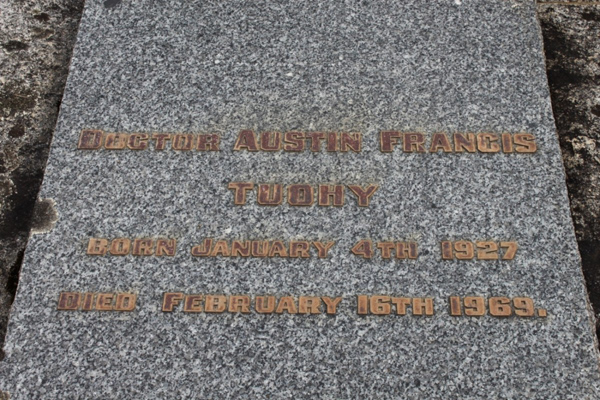 Doctor Austin Francis
Tuohy
Born January 4th 1927
Died February 16th 1969.